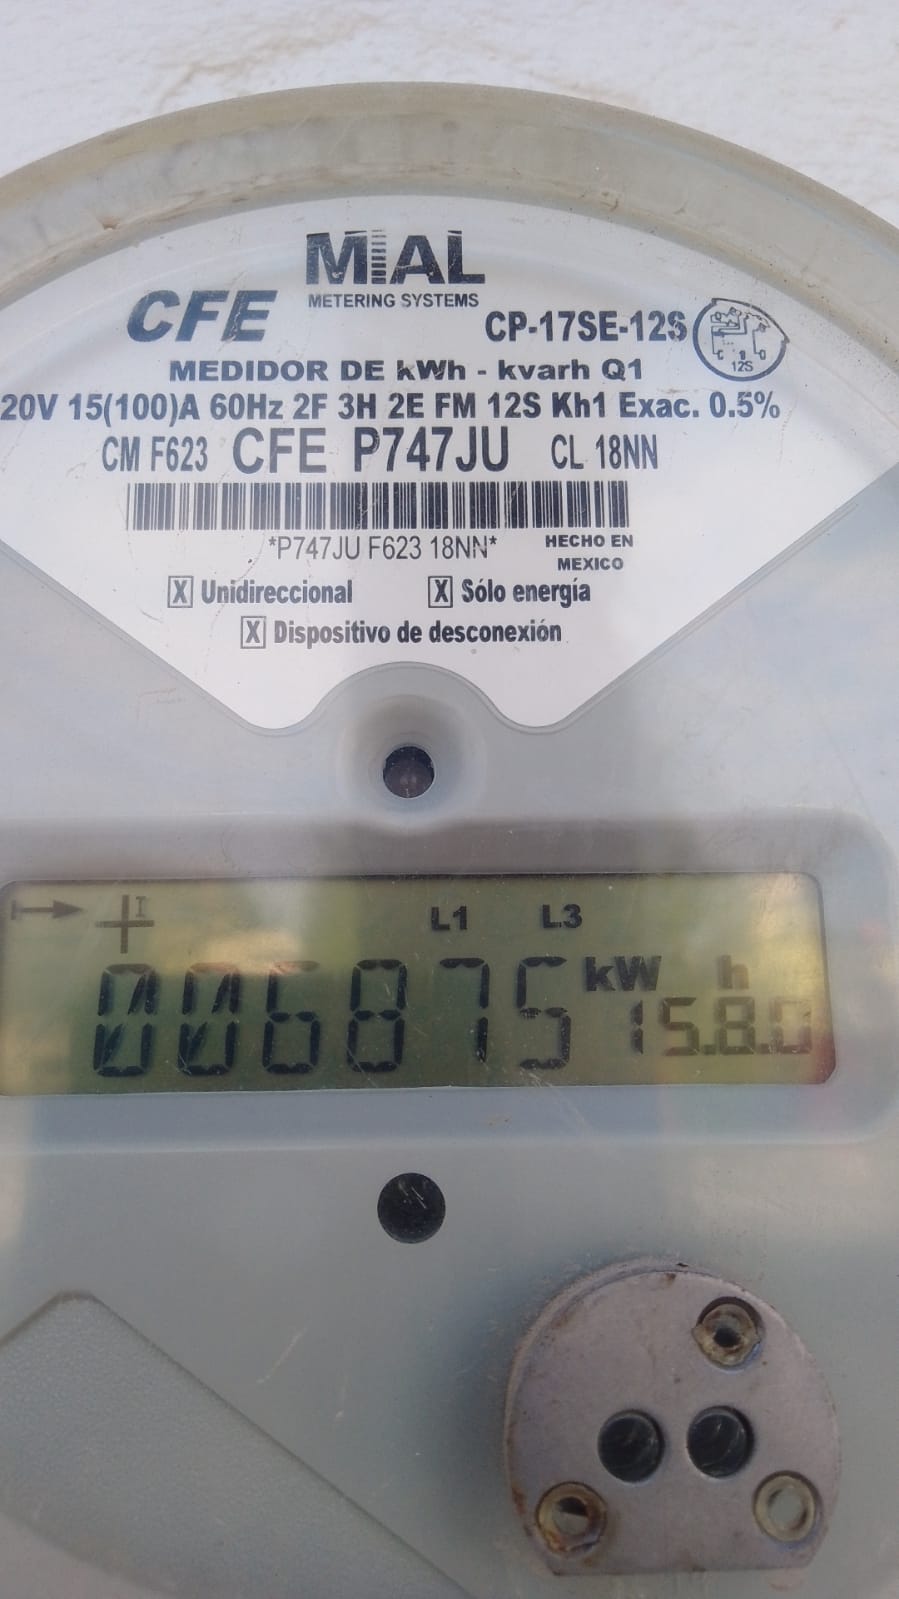 MIAL
METERING SYSTEMS
CFE
CP-17SE-12S
12S
MEDIDOR DE kWh - kvarh Q1
20V 15(100)A 60Hz 2F 3H 2E FM 12S Kh1 Exac. 0.5%
CM F623 CFE P747JU CL 18NN
*P747JU F623 18NN*
HECHO EN
MEXICO
X Unidireccional X Sólo energía
X Dispositivo de desconexión
L1 L3
006875 kW h
15.8.0